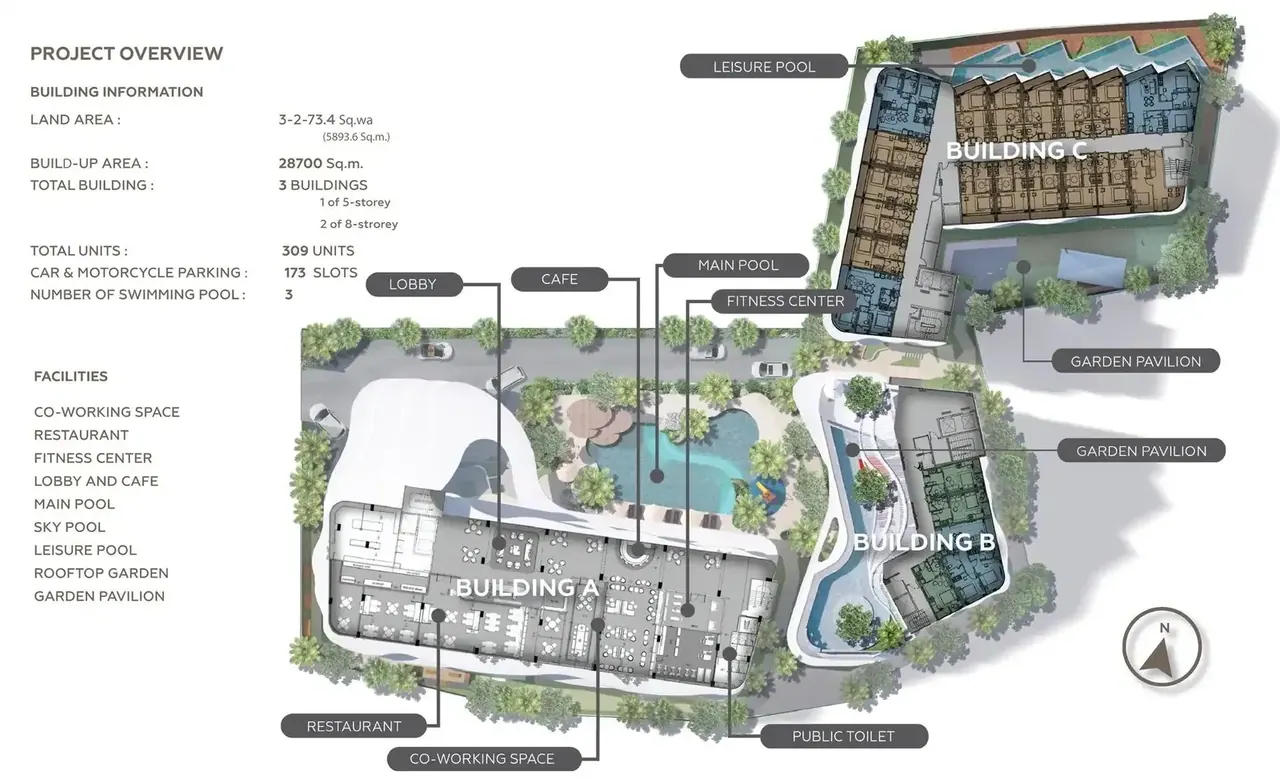 PROJECT OVERVIEW
BUILDING INFORMATION
LAND AREA : 3-2-73.4 Sq.wa
(5893.6 Sq.m.)
BUILD-UP AREA : 28700 Sq.m.
TOTAL BUILDING : 3 BUILDINGS
1 of 5-storey
2 of 8-strorey
TOTAL UNITS : 309 UNITS
CAR & MOTORCYCLE PARKING : 173 SLOTS
NUMBER OF SWIMMING POOL : 3
FACILITIES
CO-WORKING SPACE
RESTAURANT
FITNESS CENTER
LOBBY AND CAFE
MAIN POOL
SKY POOL
LEISURE POOL
ROOFTOP GARDEN
GARDEN PAVILION
LEISURE POOL
BUILDING C
LOBBY
CAFE
MAIN POOL
FITNESS CENTER
GARDEN PAVILION
GARDEN PAVILION
BUILDING B
BUILDING A
N
RESTAURANT
CO-WORKING SPACE
PUBLIC TOILET